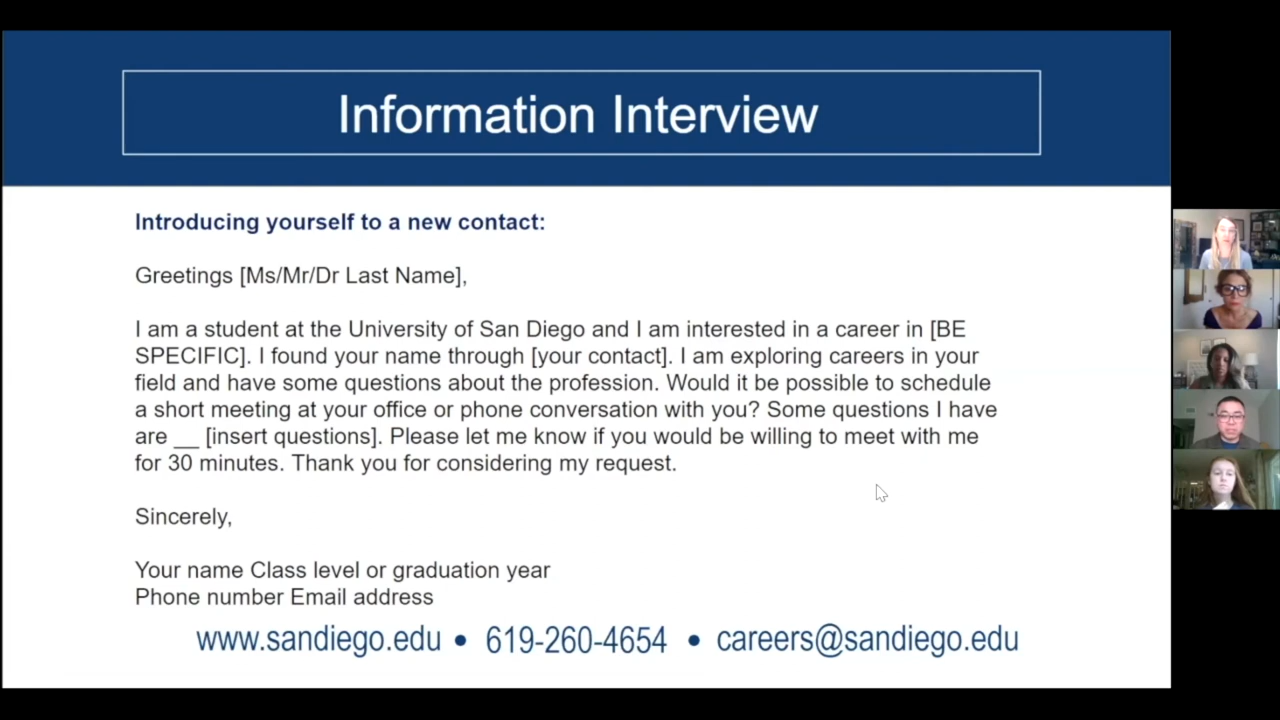 Information Interview
Introducing yourself to a new contact:
Greetings [Ms/Mr/Dr Last Name],
I am a student at the University of San Diego and I am interested in a career in [BE
SPECIFIC]. I found your name through [your contact]. I am exploring careers in your
field and have some questions about the profession. Would it be possible to schedule
a short meeting at your office or phone conversation with you? Some questions I have
are __ [insert questions]. Please let me know if you would be willing to meet with me
for 30 minutes. Thank you for considering my request.
Sincerely,
Your name Class level or graduation year
Phone number Email address
www.sandiego.edu • 619-260-4654 • careers@sandiego.edu